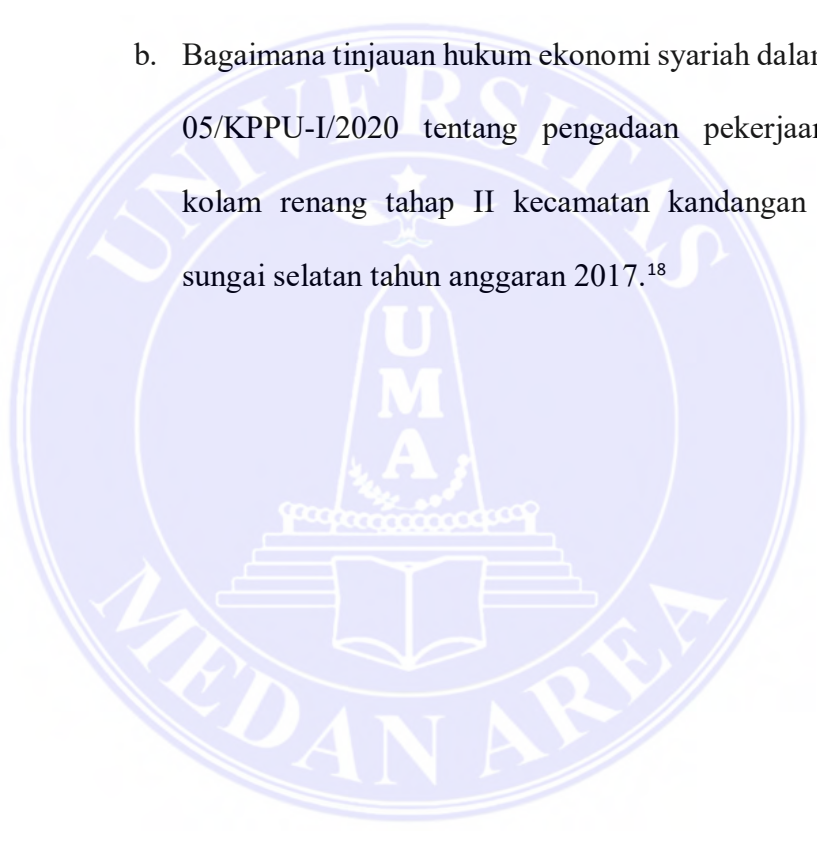 b. Bagaimana tinjauan hukum ekonomi syariah dalam
05/KPPU-I/2020 tentang pengadaan pekerjaan
kolam renang tahap II kecamatan kandangan
sungai selatan tahun anggaran 2017.¹⁸
UNIVERSITAS
UMA
MEDAN AREA